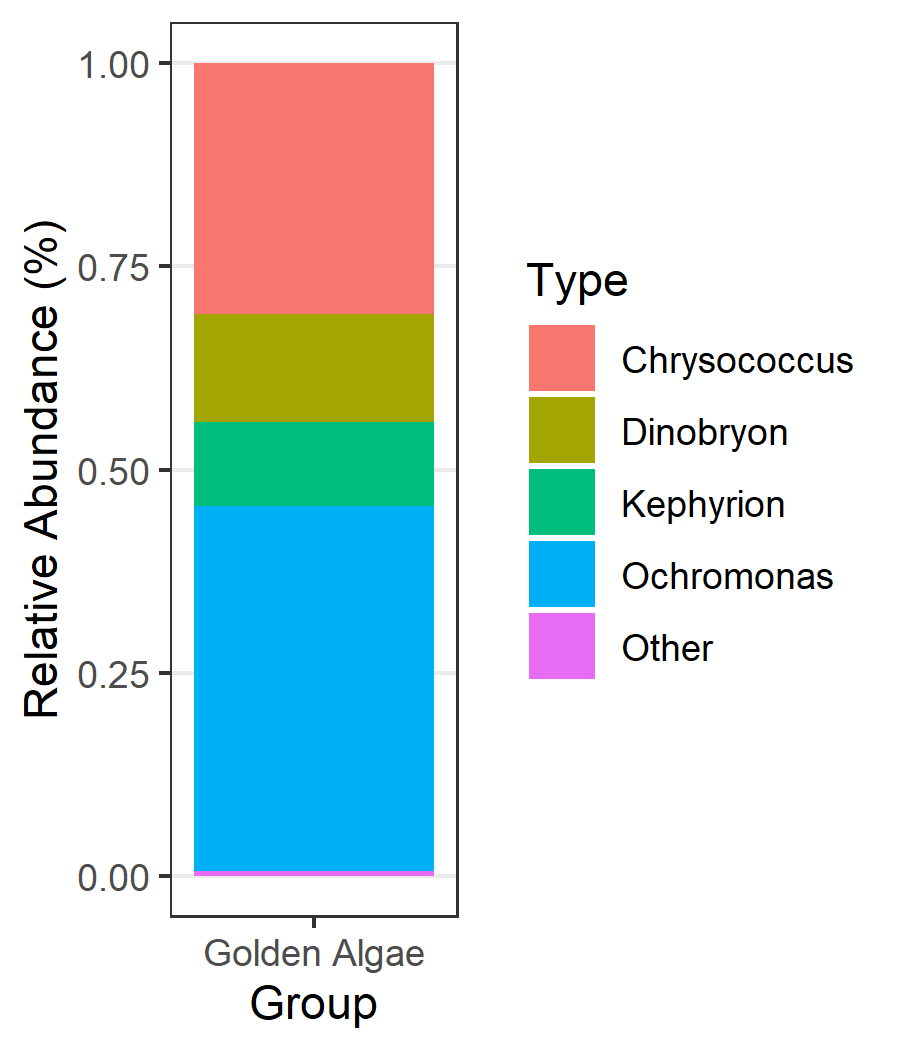 Relative Abundance (%)
1.00
0.75
0.50
0.25
0.00
Golden Algae
Group
Type
Chrysococcus
Dinobryon
Kephyrion
Ochromonas
Other